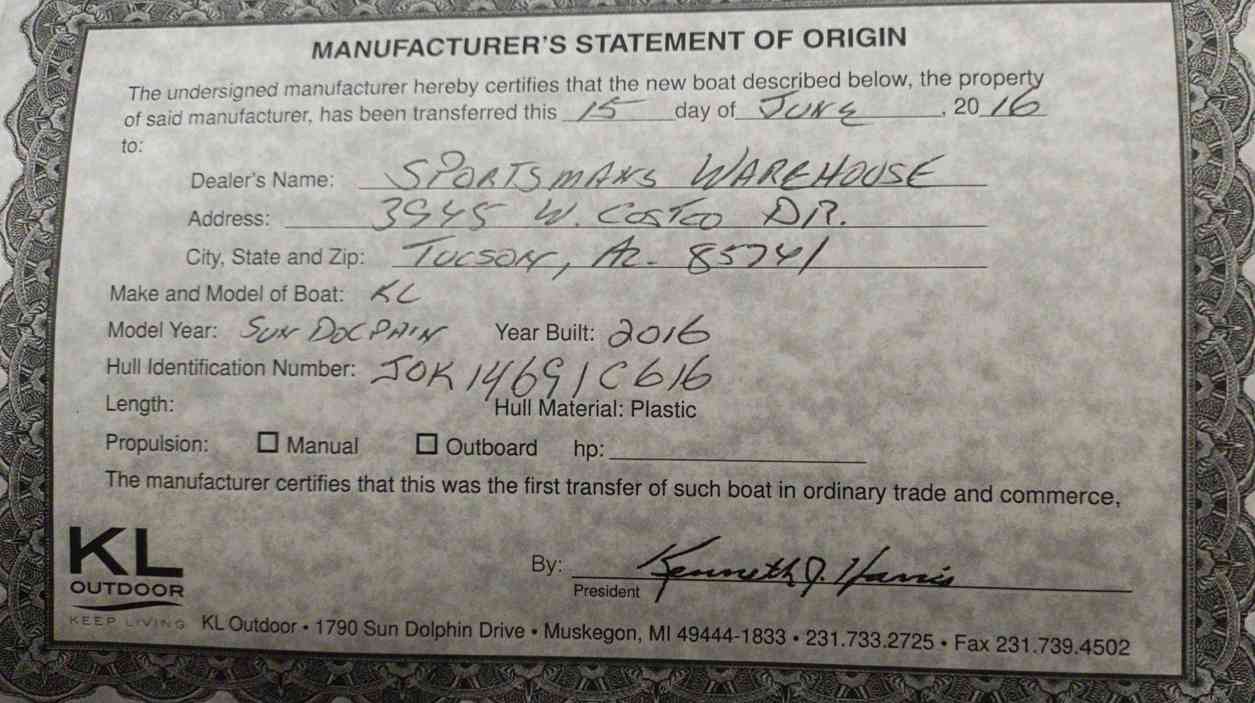 MANUFACTURER'S STATEMENT OF ORIGIN
The undersigned manufacturer hereby certifies that the new boat described below, the property
of said manufacturer, has been transferred this 15 day of JUNE, 2016
to:
Dealer's Name: SPORTSMANS WAREHOUSE
Address: 3945 W. COSTCO DR.
City, State and Zip: TUCSON, AZ. 85741
Make and Model of Boat: KL
Model Year: SUN DOLPHIN Year Built: 2016
Hull Identification Number: JOK14691C616
Length: Hull Material: Plastic
Propulsion: Manual Outboard hp:
The manufacturer certifies that this was the first transfer of such boat in ordinary trade and commerce,
KL
OUTDOOR
KEEP LIVING
By: Kenneth J. Harris
President
KL Outdoor • 1790 Sun Dolphin Drive • Muskegon, MI 49444-1833 • 231.733.2725 • Fax 231.739.4502